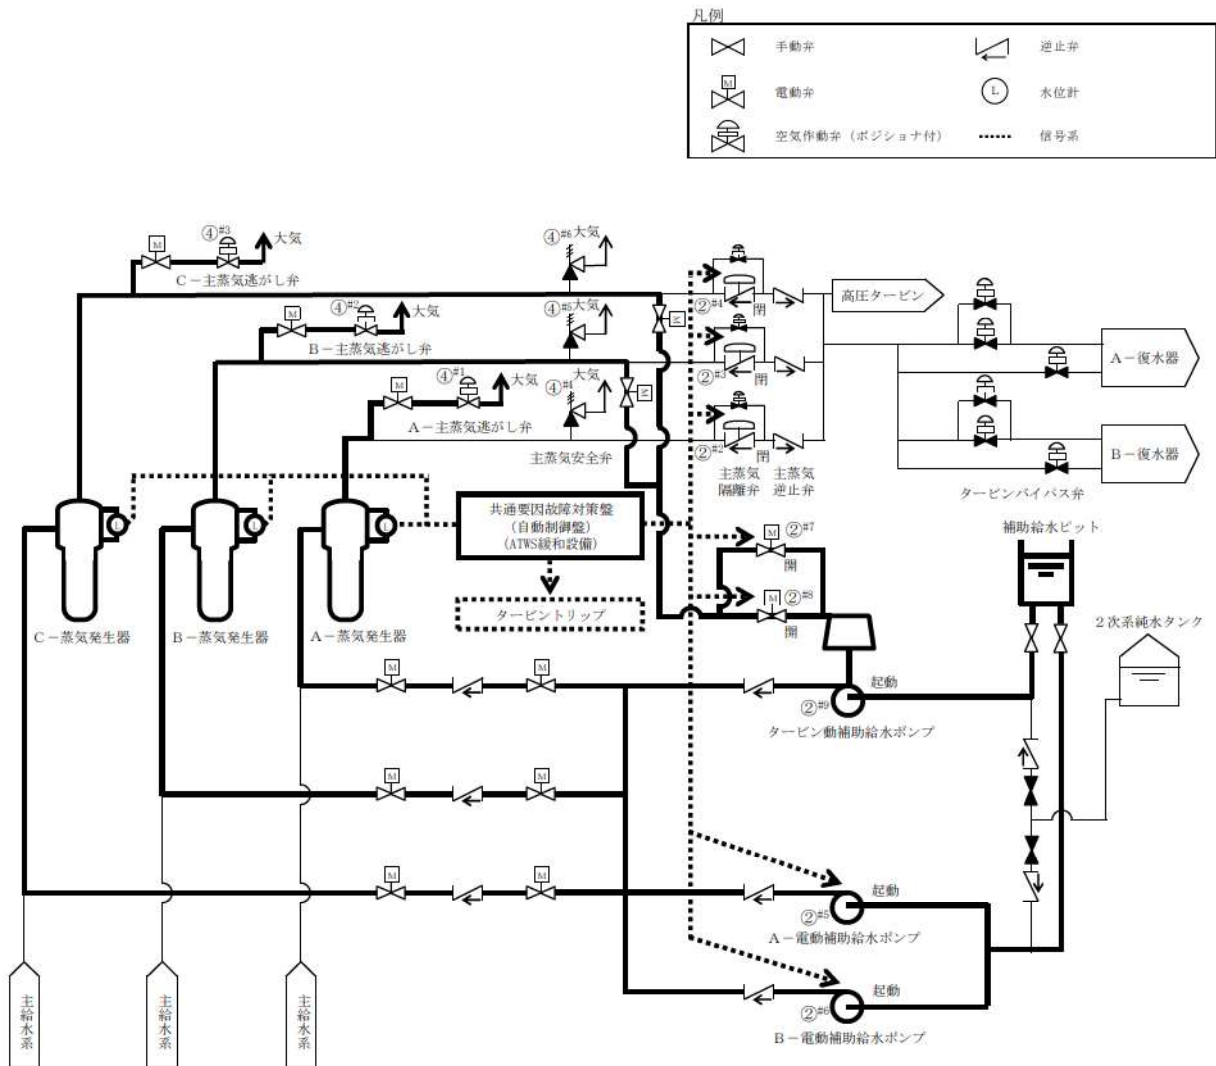 凡例
手動弁
逆止弁
M
電動弁
L
水位計
空気作動弁（ポジショナ付）
信号系
④#3
大気
M
C－主蒸気逃がし弁
④#6
大気
②#4
閉
高圧タービン
M
④#2
大気
M
B－主蒸気逃がし弁
④#5
大気
②#3
閉
A－復水器
M
④#1
大気
M
A－主蒸気逃がし弁
④#4
大気
主蒸気安全弁
②#2
閉
主蒸気
隔離弁
主蒸気
逆止弁
B－復水器
タービンバイパス弁
L
L
L
共通要因故障対策盤
（自動制御盤）
（ATWS緩和設備）
タービントリップ
M
②#7
開
M
②#8
開
補助給水ピット
2次系純水タンク
C－蒸気発生器
B－蒸気発生器
A－蒸気発生器
M
M
起動
②#9
タービン動補助給水ポンプ
M
M
M
M
起動
②#5
A－電動補助給水ポンプ
起動
②#6
B－電動補助給水ポンプ
主給水系
主給水系
主給水系